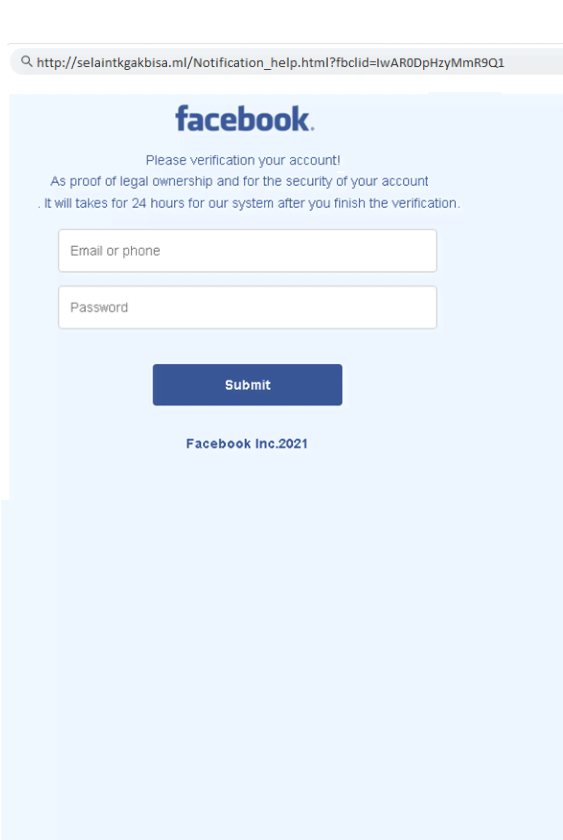 http://selaintkgakbisa.ml/Notification_help.html?fbclid=IwAR0DpHzyMmR9Q1
facebook.
Please verification your account!
As proof of legal ownership and for the security of your account
. It will takes for 24 hours for our system after you finish the verification.
Email or phone
Password
Submit
Facebook Inc.2021